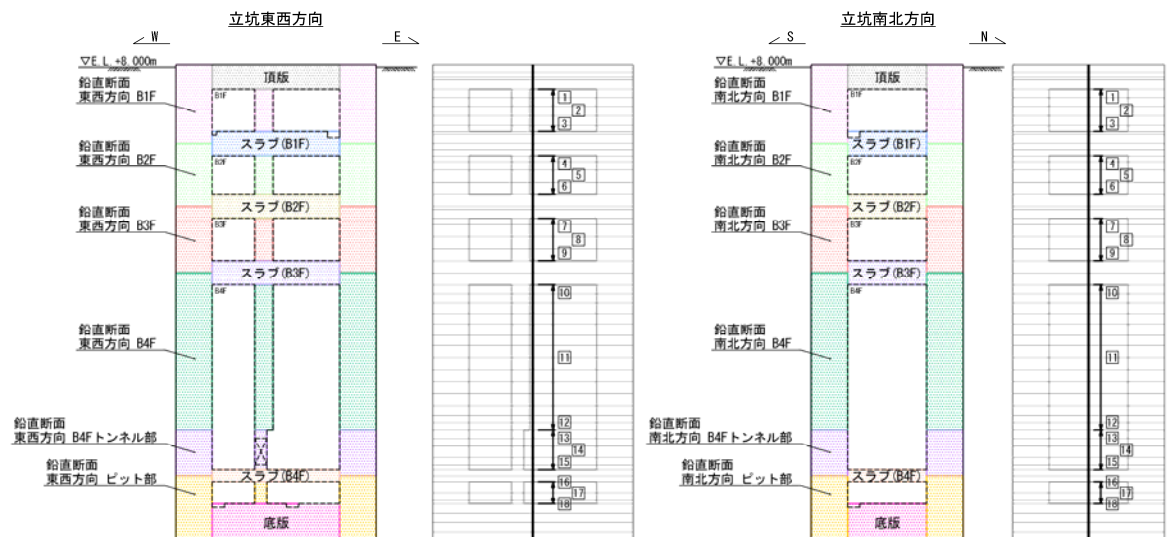 立坑東西方向
W
E
▽E.L.+8.000m
鉛直断面
東西方向 B1F
頂版
B1F
スラブ(B1F)
鉛直断面
東西方向 B2F
B2F
スラブ(B2F)
鉛直断面
東西方向 B3F
B3F
スラブ(B3F)
B4F
鉛直断面
東西方向 B4F
鉛直断面
東西方向 B4Fトンネル部
鉛直断面
東西方向 ピット部
スラブ(B4F)
底版
1
2
3
4
5
6
7
8
9
10
11
12
13
14
15
16
17
18
立坑南北方向
S
N
▽E.L.+8.000m
鉛直断面
南北方向 B1F
頂版
B1F
スラブ(B1F)
鉛直断面
南北方向 B2F
B2F
スラブ(B2F)
鉛直断面
南北方向 B3F
B3F
スラブ(B3F)
B4F
鉛直断面
南北方向 B4F
鉛直断面
南北方向 B4Fトンネル部
鉛直断面
南北方向 ピット部
スラブ(B4F)
底版
1
2
3
4
5
6
7
8
9
10
11
12
13
14
15
16
17
18